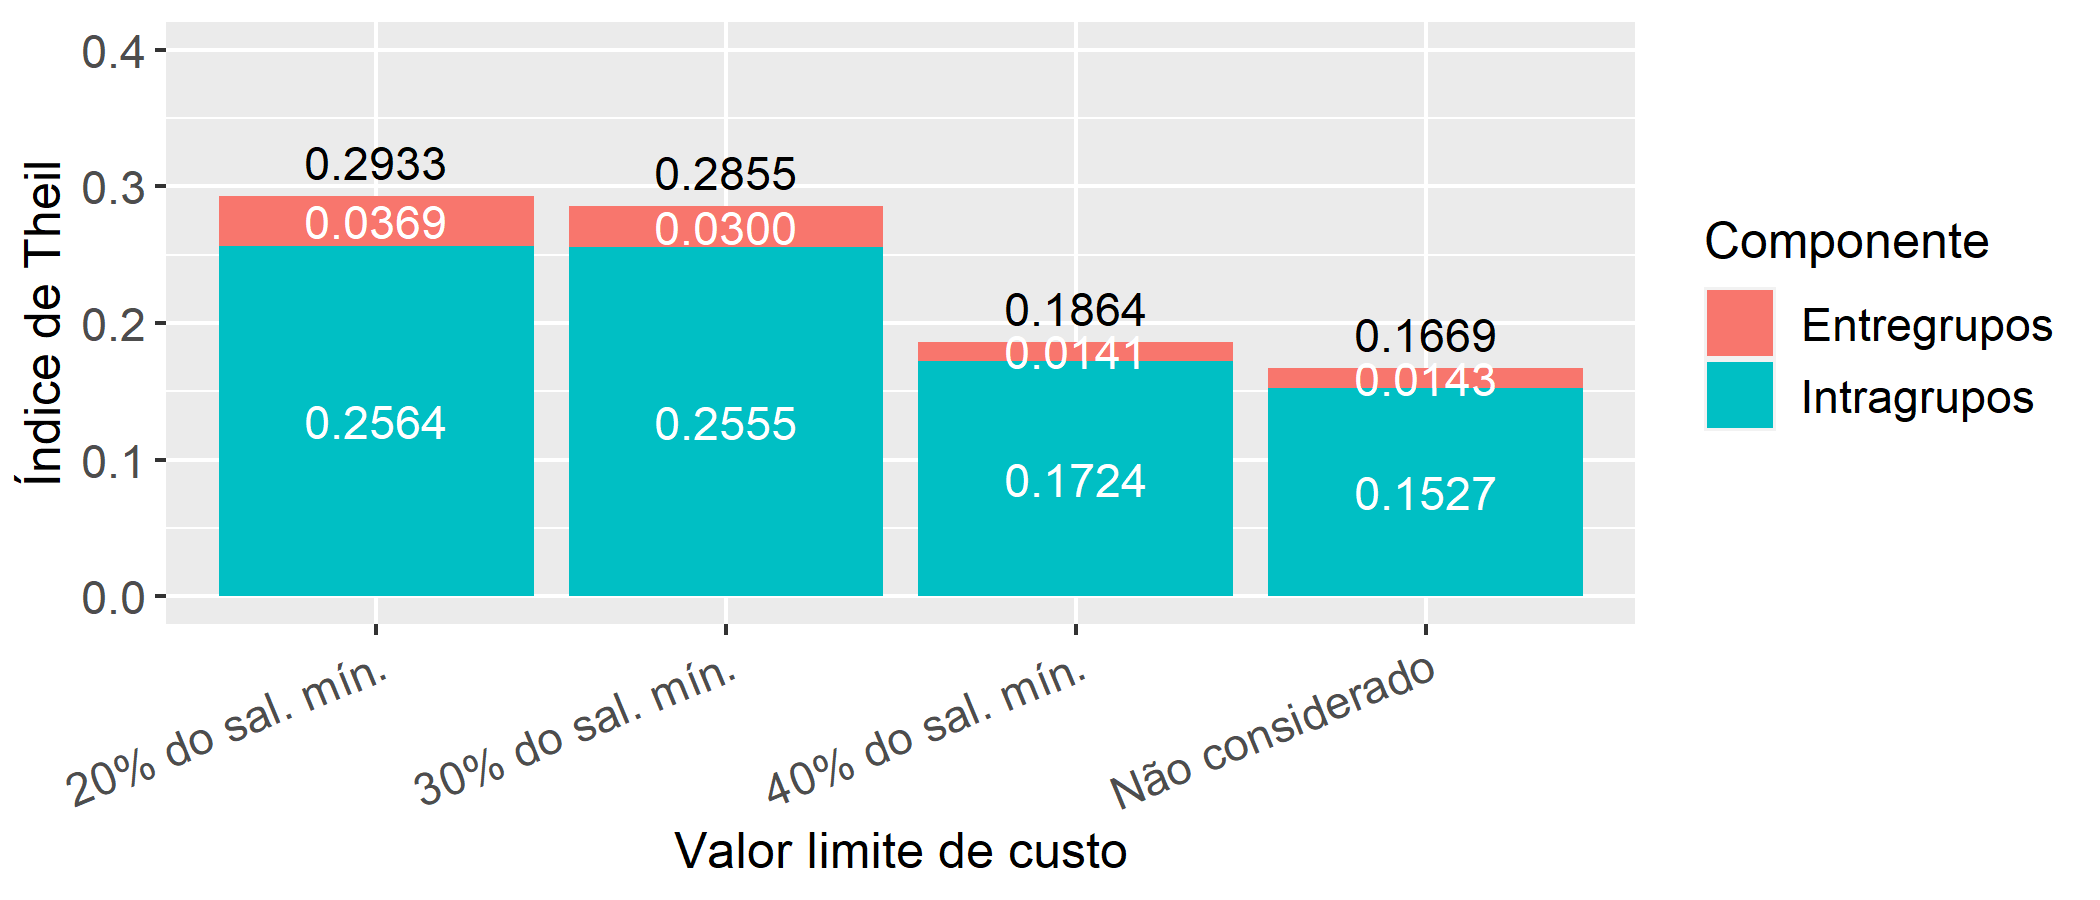 Índice de Theil
0.4
0.3
0.2
0.1
0.0
0.2933
0.0369
0.2564
0.2855
0.0300
0.2555
0.1864
0.0141
0.1724
0.1669
0.0143
0.1527
20% do sal. mín.
30% do sal. mín.
40% do sal. mín.
Não considerado
Valor limite de custo
Componente
Entregrupos
Intragrupos